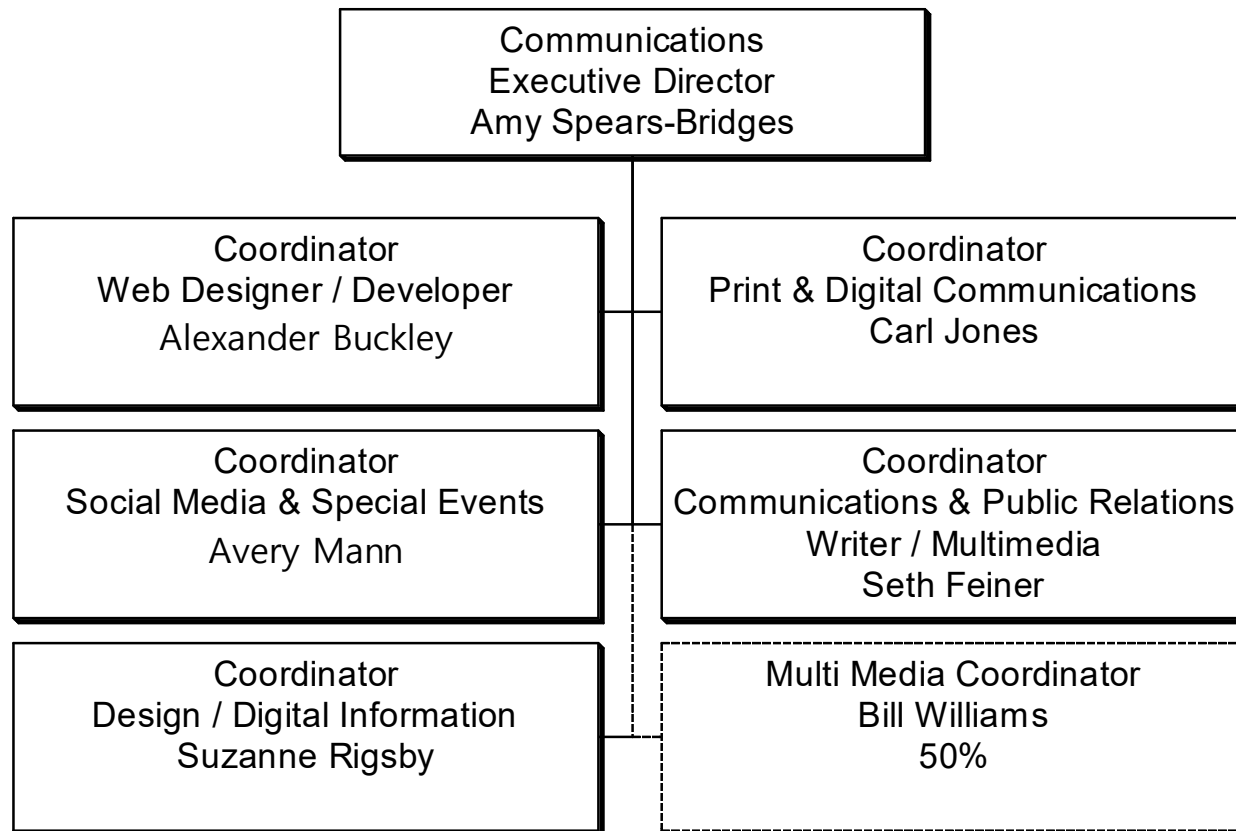 Communications
Executive Director
Amy Spears-Bridges
Coordinator
Web Designer / Developer
Alexander Buckley
Coordinator
Print & Digital Communications
Carl Jones
Coordinator
Social Media & Special Events
Avery Mann
Coordinator
Communications & Public Relations
Writer / Multimedia
Seth Feiner
Coordinator
Design / Digital Information
Suzanne Rigsby
Multi Media Coordinator
Bill Williams
50%